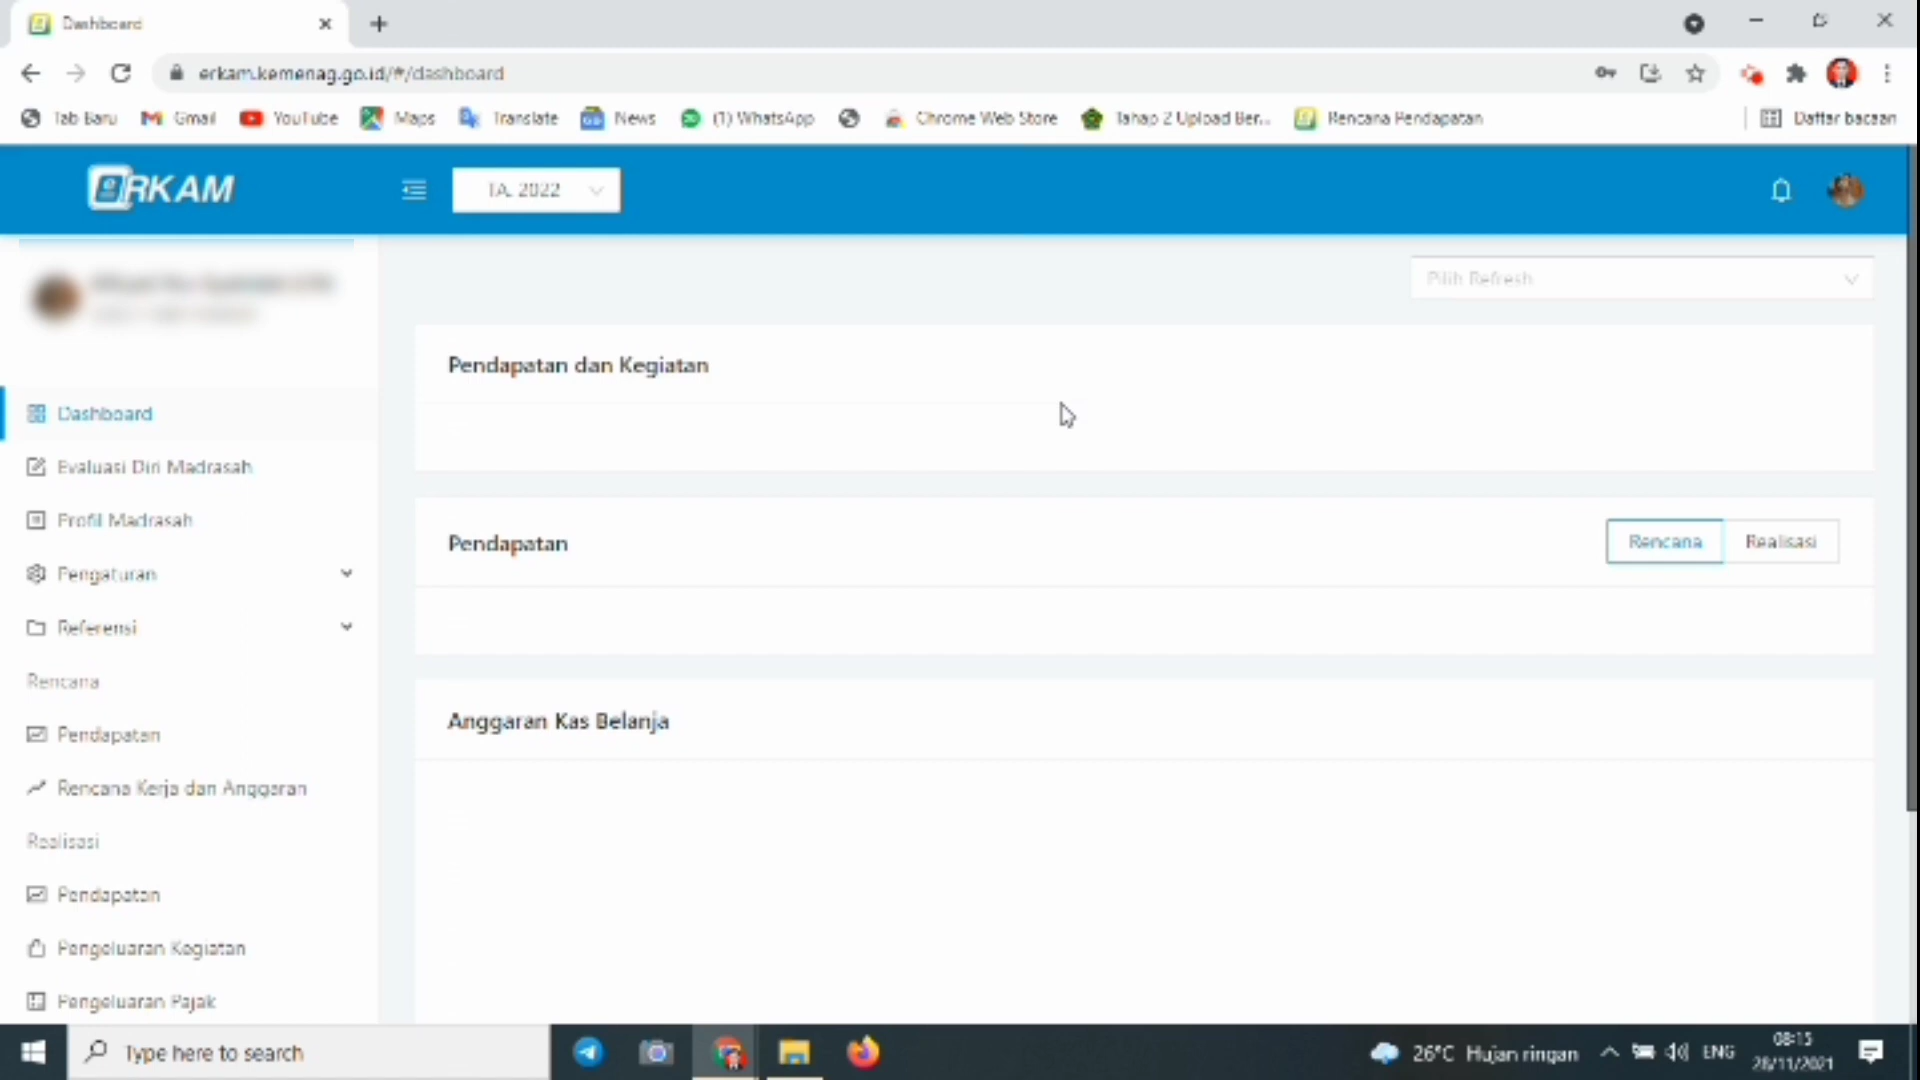 Dashboard
erkam.kemenag.go.id/#/dashboard
Tab Baru Gmail YouTube Maps Translate News (1) WhatsApp Chrome Web Store Tahap 2 Upload Ber... Rencana Pendapatan Daftar bacaan
eRKAM TA. 2022
Pilih Refresh
Pendapatan dan Kegiatan
Dashboard
Evaluasi Diri Madrasah
Profil Madrasah
Pendapatan Rencana Realisasi
Pengaturan
Referensi
Rencana
Anggaran Kas Belanja
Pendapatan
Rencana Kerja dan Anggaran
Realisasi
Pendapatan
Pengeluaran Kegiatan
Pengeluaran Pajak
Type here to search 26°C Hujan ringan ENG 08:15
28/11/2021